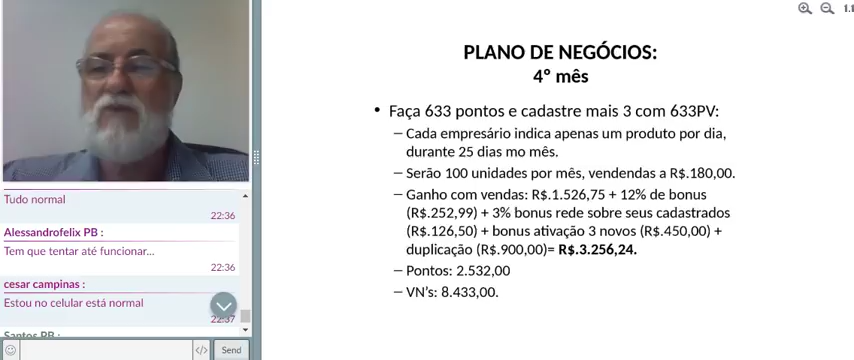 Tudo normal
22:36
Alessandrofelix PB :
Tem que tentar até funcionar...
22:36
cesar campinas :
Estou no celular está normal
22:37
Santos PB :
Send
1.1
PLANO DE NEGÓCIOS:
4º mês
• Faça 633 pontos e cadastre mais 3 com 633PV:
– Cada empresário indica apenas um produto por dia,
durante 25 dias mo mês.
– Serão 100 unidades por mês, vendendas a R$.180,00.
– Ganho com vendas: R$.1.526,75 + 12% de bonus
(R$.252,99) + 3% bonus rede sobre seus cadastrados
(R$.126,50) + bonus ativação 3 novos (R$.450,00) +
duplicação (R$.900,00)= R$.3.256,24.
– Pontos: 2.532,00
– VN's: 8.433,00.